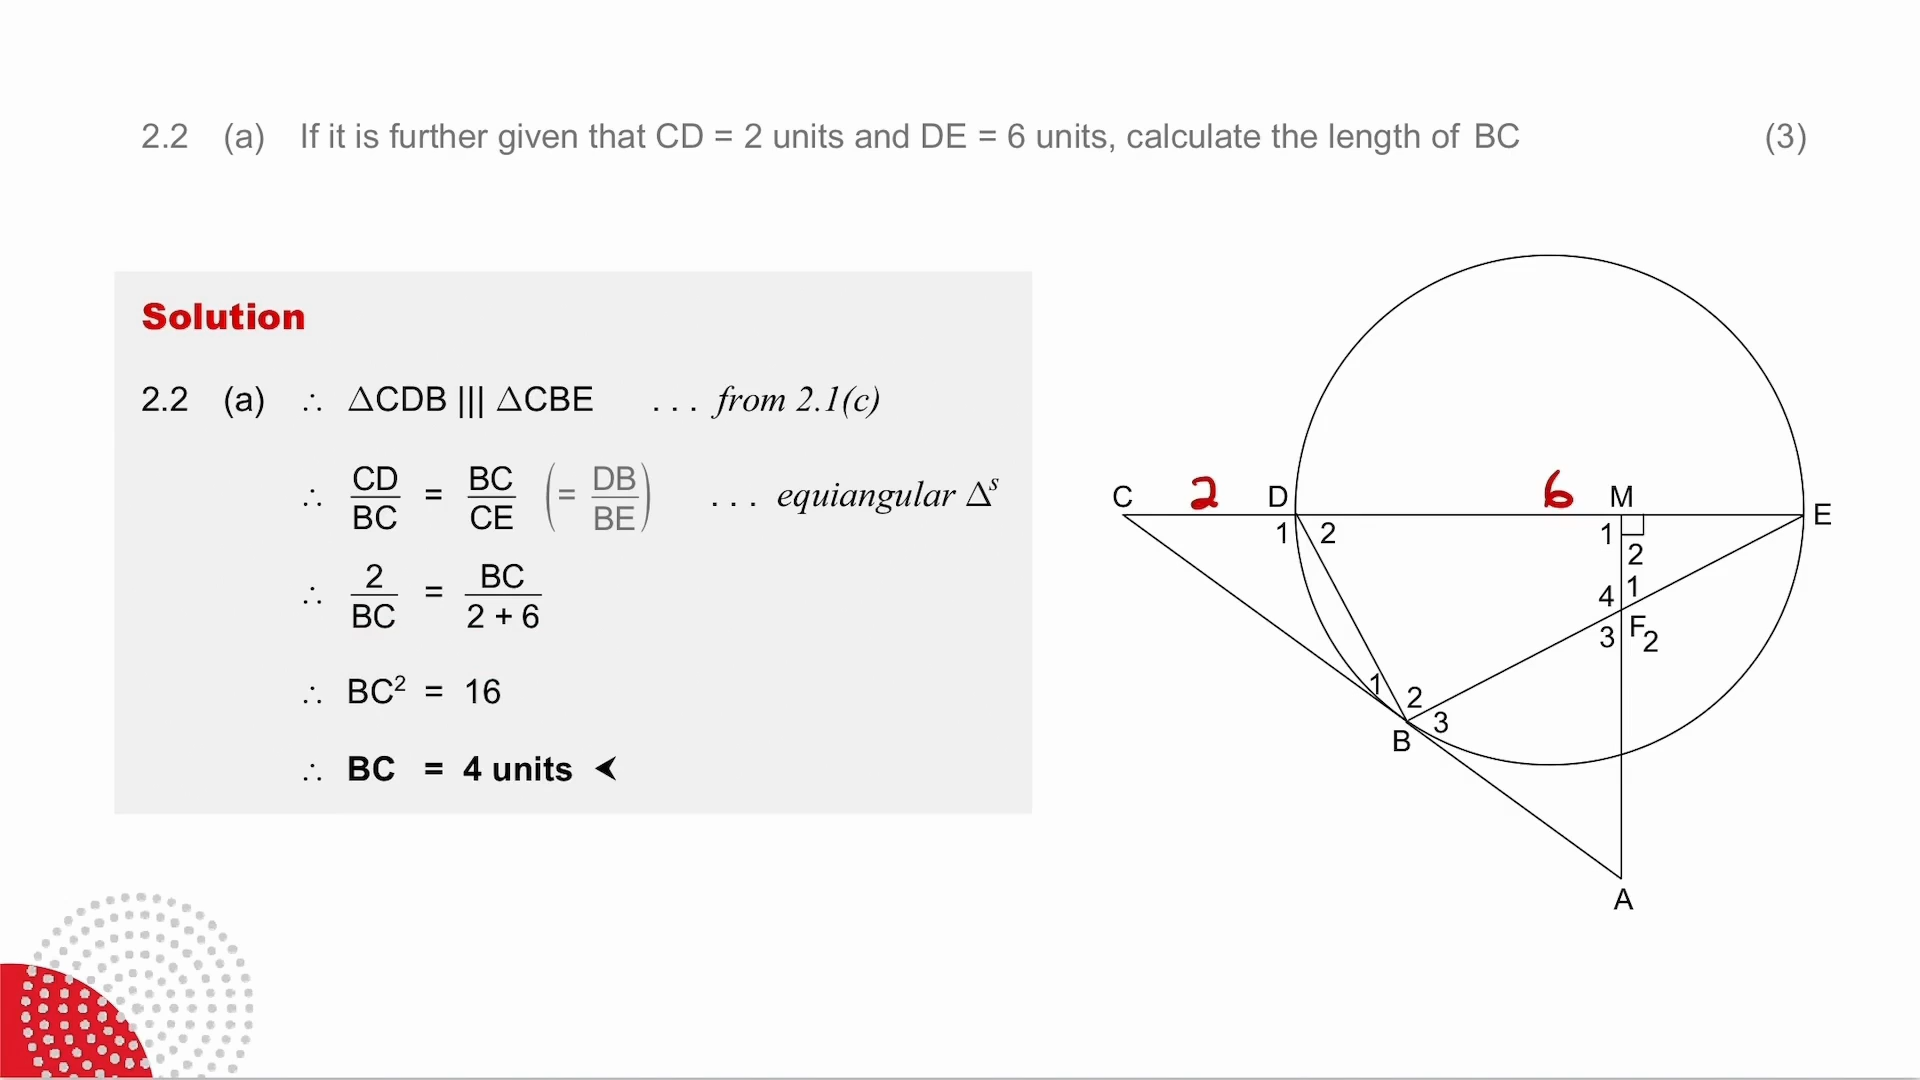 2.2 (a) If it is further given that CD = 2 units and DE = 6 units, calculate the length of BC (3)
Solution
2.2 (a) ∴ ΔCDB ||| ΔCBE . . . from 2.1(c)
∴ CD/BC = BC/CE (= DB/BE) . . . equiangular Δˢ
∴ 2/BC = BC/(2 + 6)
∴ BC² = 16
∴ BC = 4 units ⮜
C 2 D 6 M E
1 2 1 2
4 1
3 F 2
1 2 3
B
A